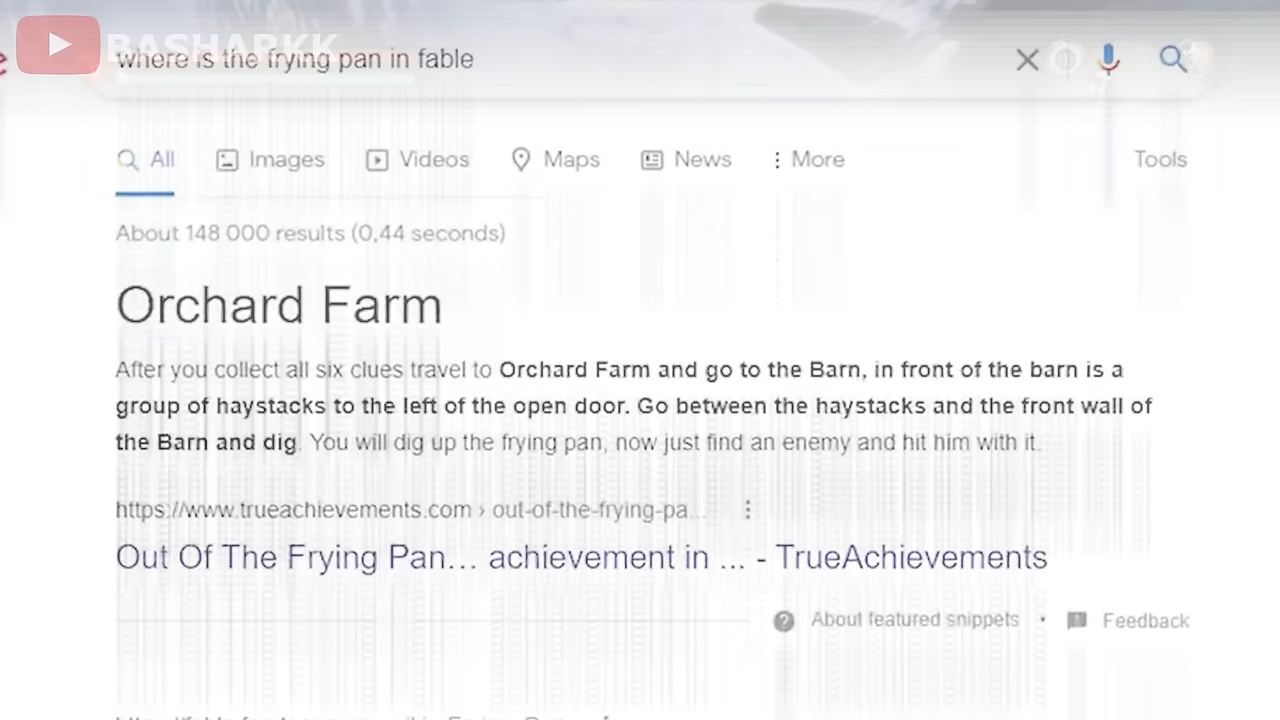 BASHARKK
where is the frying pan in fable
All
Images
Videos
Maps
News
More
Tools
About 148 000 results (0,44 seconds)
Orchard Farm
After you collect all six clues travel to Orchard Farm and go to the Barn, in front of the barn is a
group of haystacks to the left of the open door. Go between the haystacks and the front wall of
the Barn and dig. You will dig up the frying pan, now just find an enemy and hit him with it.
https://www.trueachievements.com › out-of-the-frying-pa...
Out Of The Frying Pan... achievement in ... - TrueAchievements
About featured snippets
•
Feedback